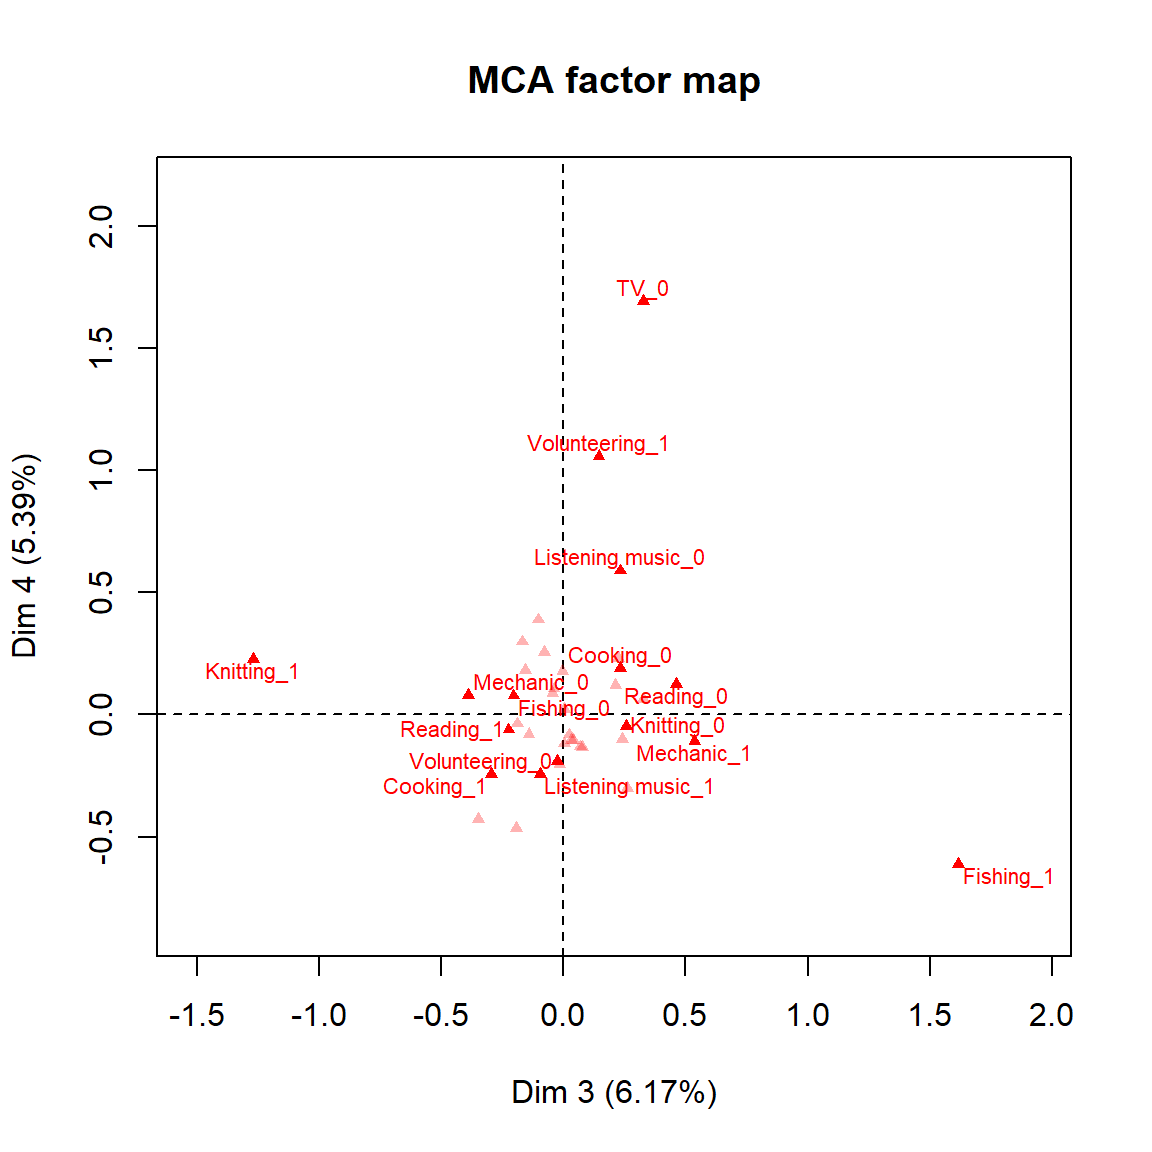 MCA factor map
Dim 4 (5.39%)
2.0
1.5
1.0
0.5
0.0
-0.5
TV_0
Volunteering_1
Listening music_0
Cooking_0
Knitting_1
Mechanic_0
Reading_0
Fishing_0
Knitting_0
Reading_1
Mechanic_1
Volunteering_0
Cooking_1
Listening music_1
Fishing_1
-1.5 -1.0 -0.5 0.0 0.5 1.0 1.5 2.0
Dim 3 (6.17%)